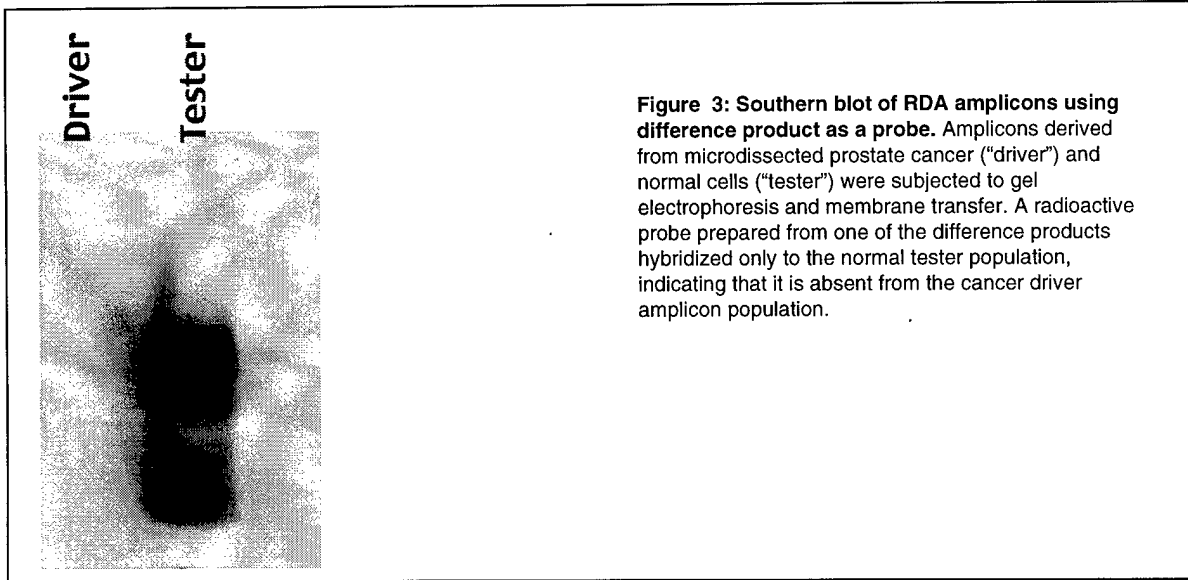 Driver
Tester
Figure 3: Southern blot of RDA amplicons using
difference product as a probe. Amplicons derived
from microdissected prostate cancer (“driver”) and
normal cells (“tester”) were subjected to gel
electrophoresis and membrane transfer. A radioactive
probe prepared from one of the difference products
hybridized only to the normal tester population,
indicating that it is absent from the cancer driver
amplicon population.